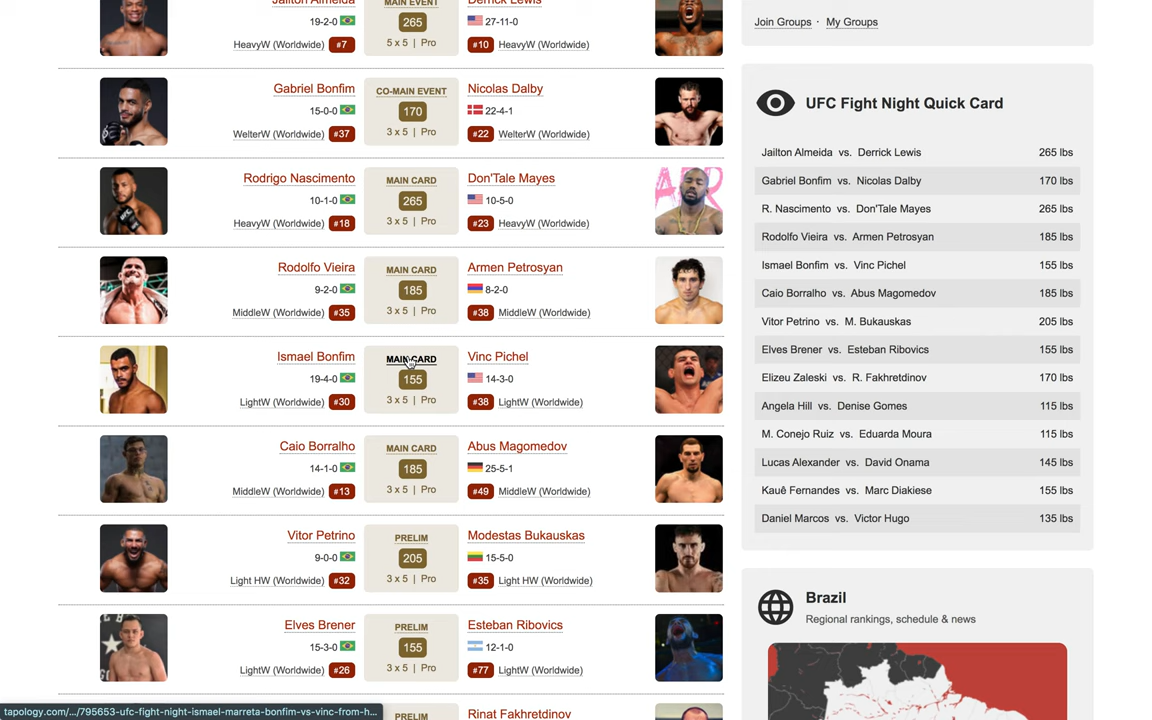 Jailton Almeida
MAIN EVENT
Derrick Lewis
19-2-0
265
27-11-0
HeavyW (Worldwide) #7
5 x 5 | Pro
#10 HeavyW (Worldwide)
Gabriel Bonfim
CO-MAIN EVENT
Nicolas Dalby
15-0-0
170
22-4-1
WelterW (Worldwide) #37
3 x 5 | Pro
#22 WelterW (Worldwide)
Rodrigo Nascimento
MAIN CARD
Don'Tale Mayes
10-1-0
265
10-5-0
HeavyW (Worldwide) #18
3 x 5 | Pro
#23 HeavyW (Worldwide)
Rodolfo Vieira
MAIN CARD
Armen Petrosyan
9-2-0
185
8-2-0
MiddleW (Worldwide) #35
3 x 5 | Pro
#38 MiddleW (Worldwide)
Ismael Bonfim
MAIN CARD
Vinc Pichel
19-4-0
155
14-3-0
LightW (Worldwide) #30
3 x 5 | Pro
#38 LightW (Worldwide)
Caio Borralho
MAIN CARD
Abus Magomedov
14-1-0
185
25-5-1
MiddleW (Worldwide) #13
3 x 5 | Pro
#49 MiddleW (Worldwide)
Vitor Petrino
PRELIM
Modestas Bukauskas
9-0-0
205
15-5-0
Light HW (Worldwide) #32
3 x 5 | Pro
#35 Light HW (Worldwide)
Elves Brener
PRELIM
Esteban Ribovics
15-3-0
155
12-1-0
LightW (Worldwide) #26
3 x 5 | Pro
#77 LightW (Worldwide)
PRELIM
Rinat Fakhretdinov
tapology.com/.../795653-ufc-fight-night-ismael-marreta-bonfim-vs-vinc-from-h...
Join Groups · My Groups
UFC Fight Night Quick Card
Jailton Almeida vs. Derrick Lewis 265 lbs
Gabriel Bonfim vs. Nicolas Dalby 170 lbs
R. Nascimento vs. Don'Tale Mayes 265 lbs
Rodolfo Vieira vs. Armen Petrosyan 185 lbs
Ismael Bonfim vs. Vinc Pichel 155 lbs
Caio Borralho vs. Abus Magomedov 185 lbs
Vitor Petrino vs. M. Bukauskas 205 lbs
Elves Brener vs. Esteban Ribovics 155 lbs
Elizeu Zaleski vs. R. Fakhretdinov 170 lbs
Angela Hill vs. Denise Gomes 115 lbs
M. Conejo Ruiz vs. Eduarda Moura 115 lbs
Lucas Alexander vs. David Onama 145 lbs
Kauê Fernandes vs. Marc Diakiese 155 lbs
Daniel Marcos vs. Victor Hugo 135 lbs
Brazil
Regional rankings, schedule & news